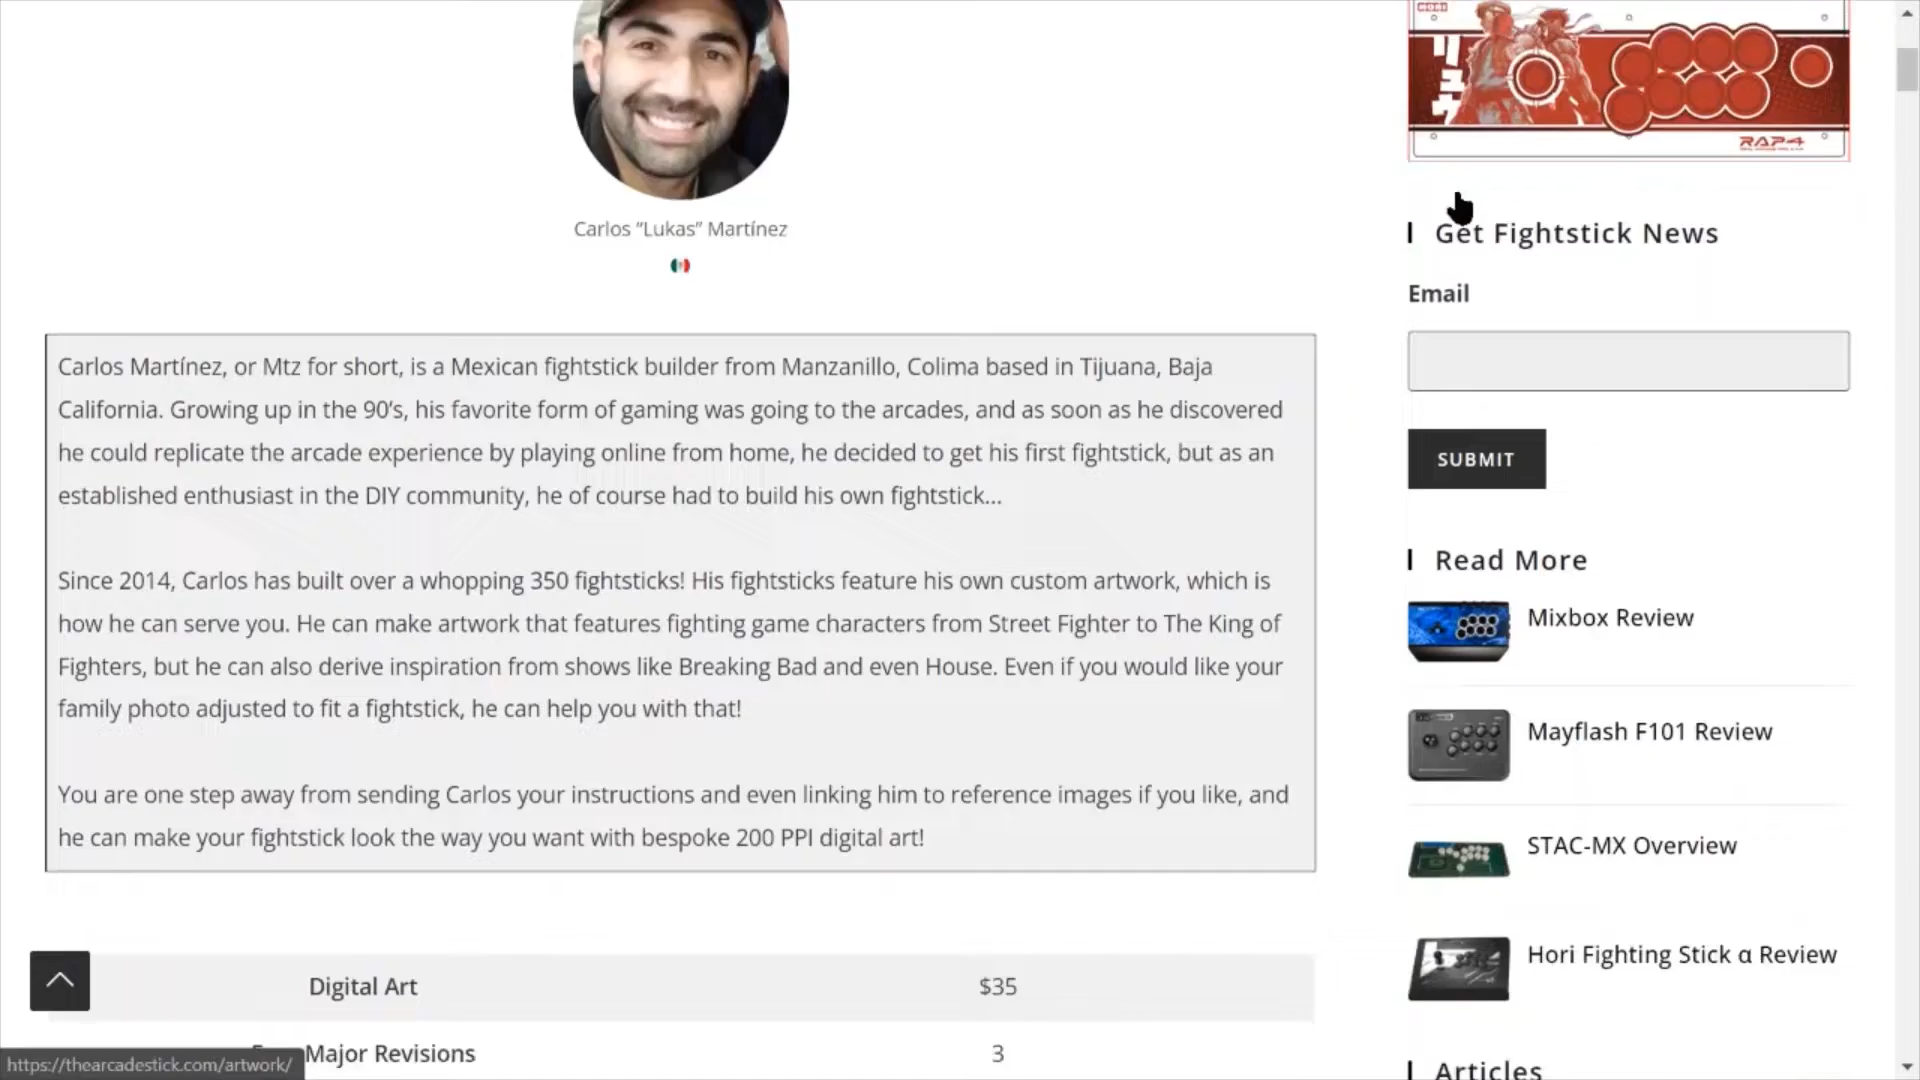 Carlos “Lukas” Martínez
Carlos Martínez, or Mtz for short, is a Mexican fightstick builder from Manzanillo, Colima based in Tijuana, Baja
California. Growing up in the 90’s, his favorite form of gaming was going to the arcades, and as soon as he discovered
he could replicate the arcade experience by playing online from home, he decided to get his first fightstick, but as an
established enthusiast in the DIY community, he of course had to build his own fightstick...
Since 2014, Carlos has built over a whopping 350 fightsticks! His fightsticks feature his own custom artwork, which is
how he can serve you. He can make artwork that features fighting game characters from Street Fighter to The King of
Fighters, but he can also derive inspiration from shows like Breaking Bad and even House. Even if you would like your
family photo adjusted to fit a fightstick, he can help you with that!
You are one step away from sending Carlos your instructions and even linking him to reference images if you like, and
he can make your fightstick look the way you want with bespoke 200 PPI digital art!
Digital Art $35
Major Revisions 3
https://thearcadestick.com/artwork/
リュウ
RAP4
Get Fightstick News
Email
SUBMIT
Read More
Mixbox Review
Mayflash F101 Review
STAC-MX Overview
Hori Fighting Stick α Review
Articles